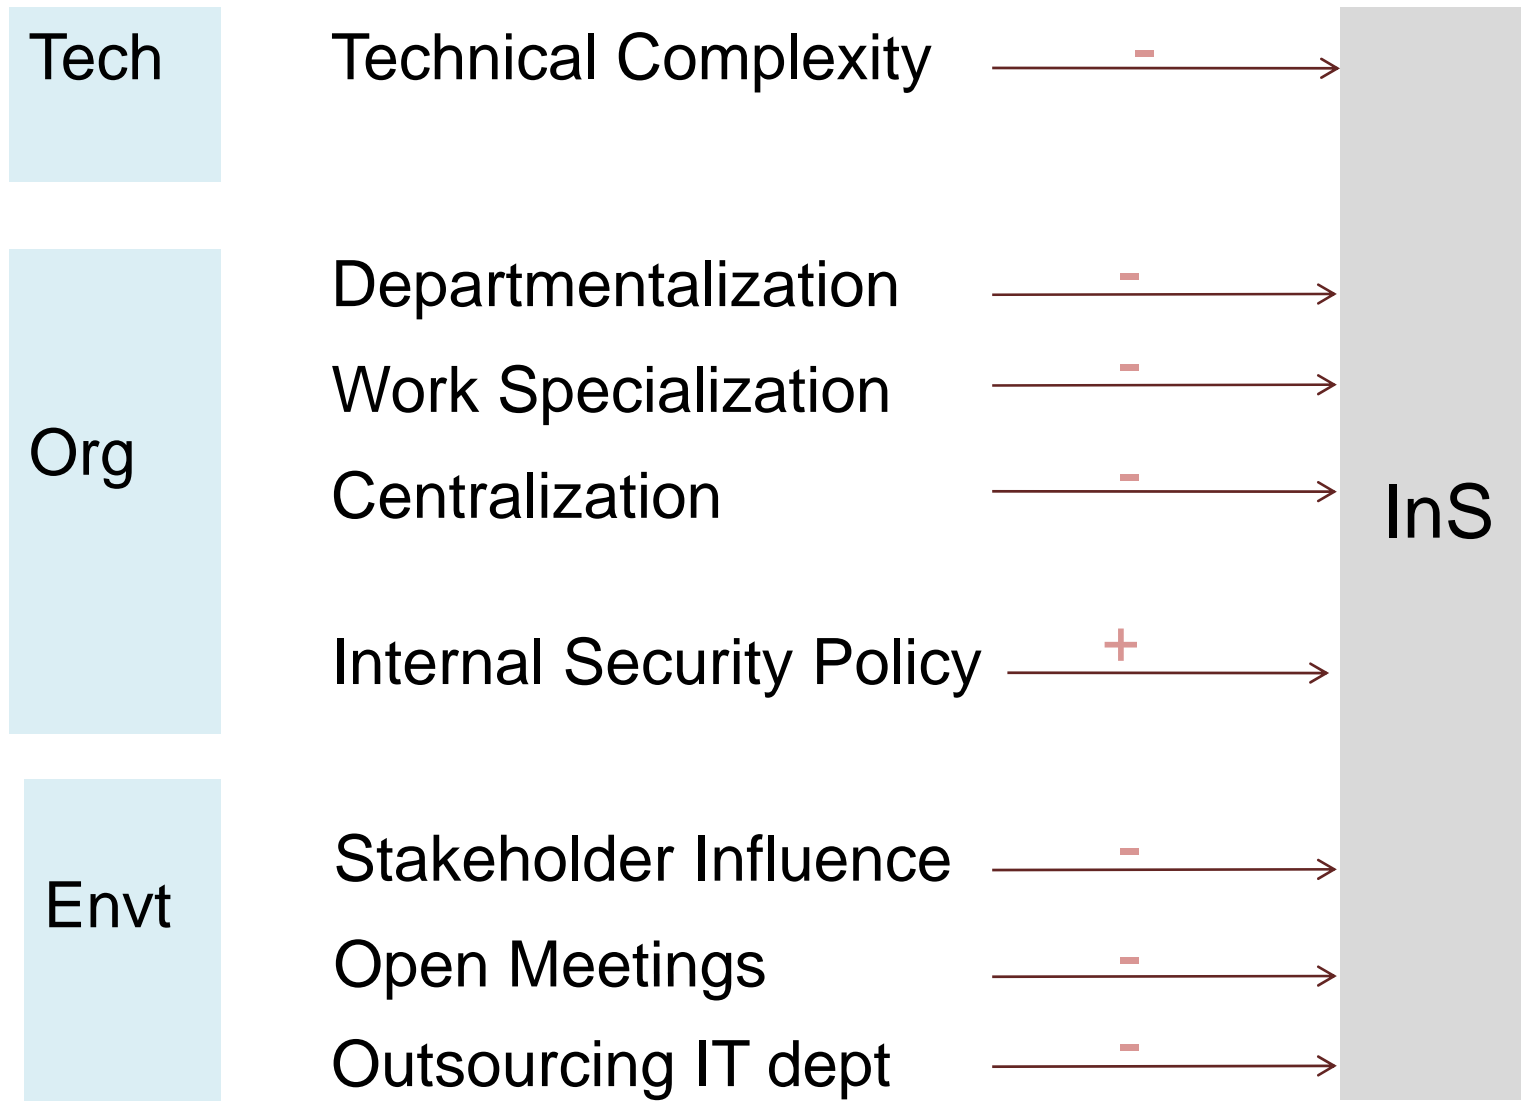 Tech
Technical Complexity
-
Departmentalization
-
Work Specialization
-
Org
Centralization
-
InS
Internal Security Policy
+
Stakeholder Influence
-
Envt
Open Meetings
-
Outsourcing IT dept
-